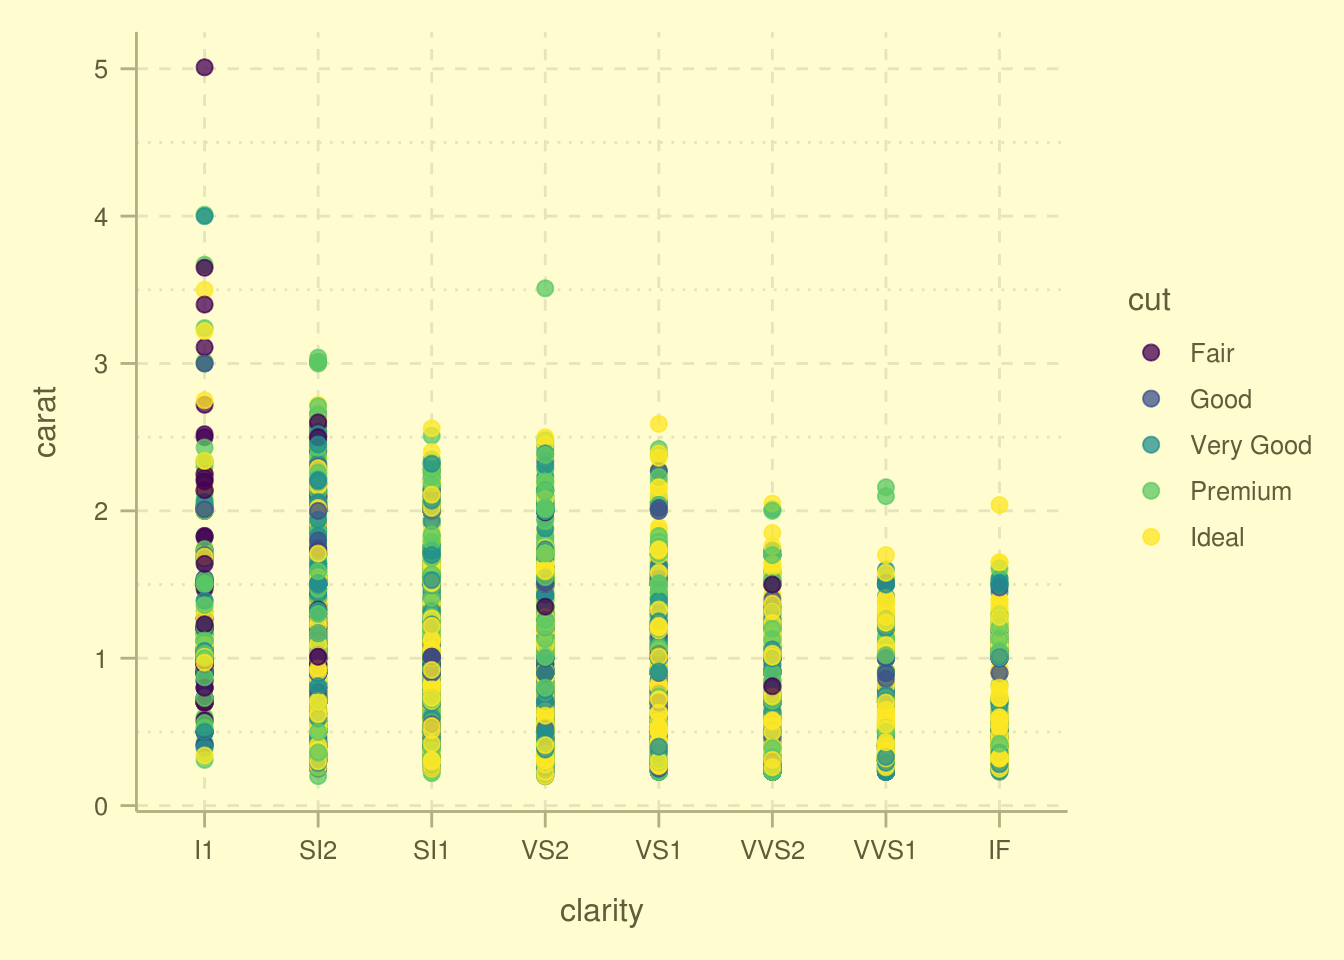 5
4
3
2
1
0
carat
I1 SI2 SI1 VS2 VS1 VVS2 VVS1 IF
clarity
cut
Fair
Good
Very Good
Premium
Ideal